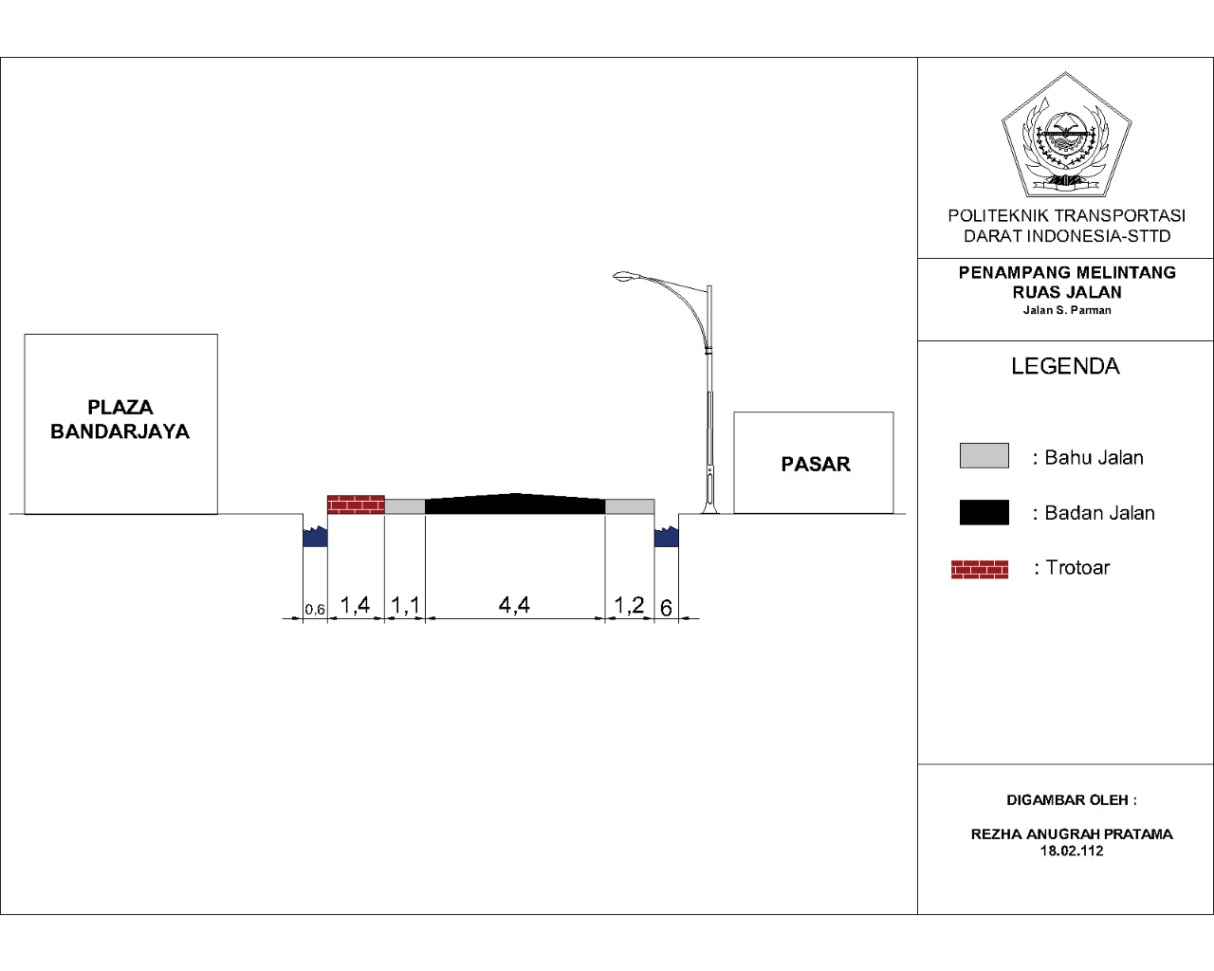 POLITEKNIK TRANSPORTASI
DARAT INDONESIA-STTD
PENAMPANG MELINTANG
RUAS JALAN
Jalan S. Parman
LEGENDA
: Bahu Jalan
: Badan Jalan
: Trotoar
DIGAMBAR OLEH :
REZHA ANUGRAH PRATAMA
18.02.112
PLAZA
BANDARJAYA
PASAR
0,6 1,4 1,1 4,4 1,2 6